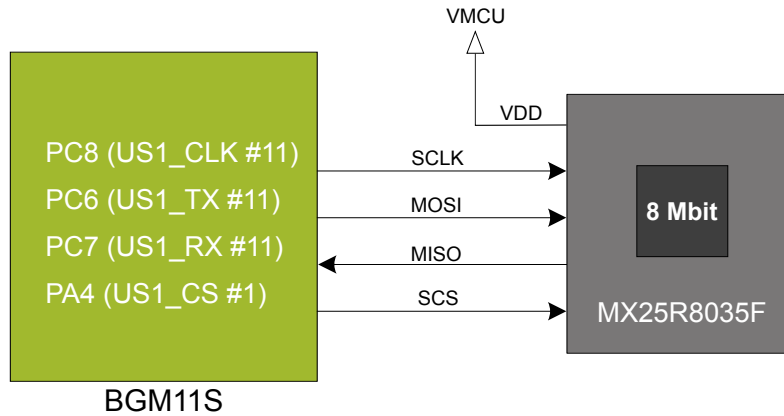 VMCU
VDD
PC8 (US1_CLK #11)
SCLK
PC6 (US1_TX #11)
MOSI
8 Mbit
PC7 (US1_RX #11)
MISO
PA4 (US1_CS #1)
SCS
MX25R8035F
BGM11S